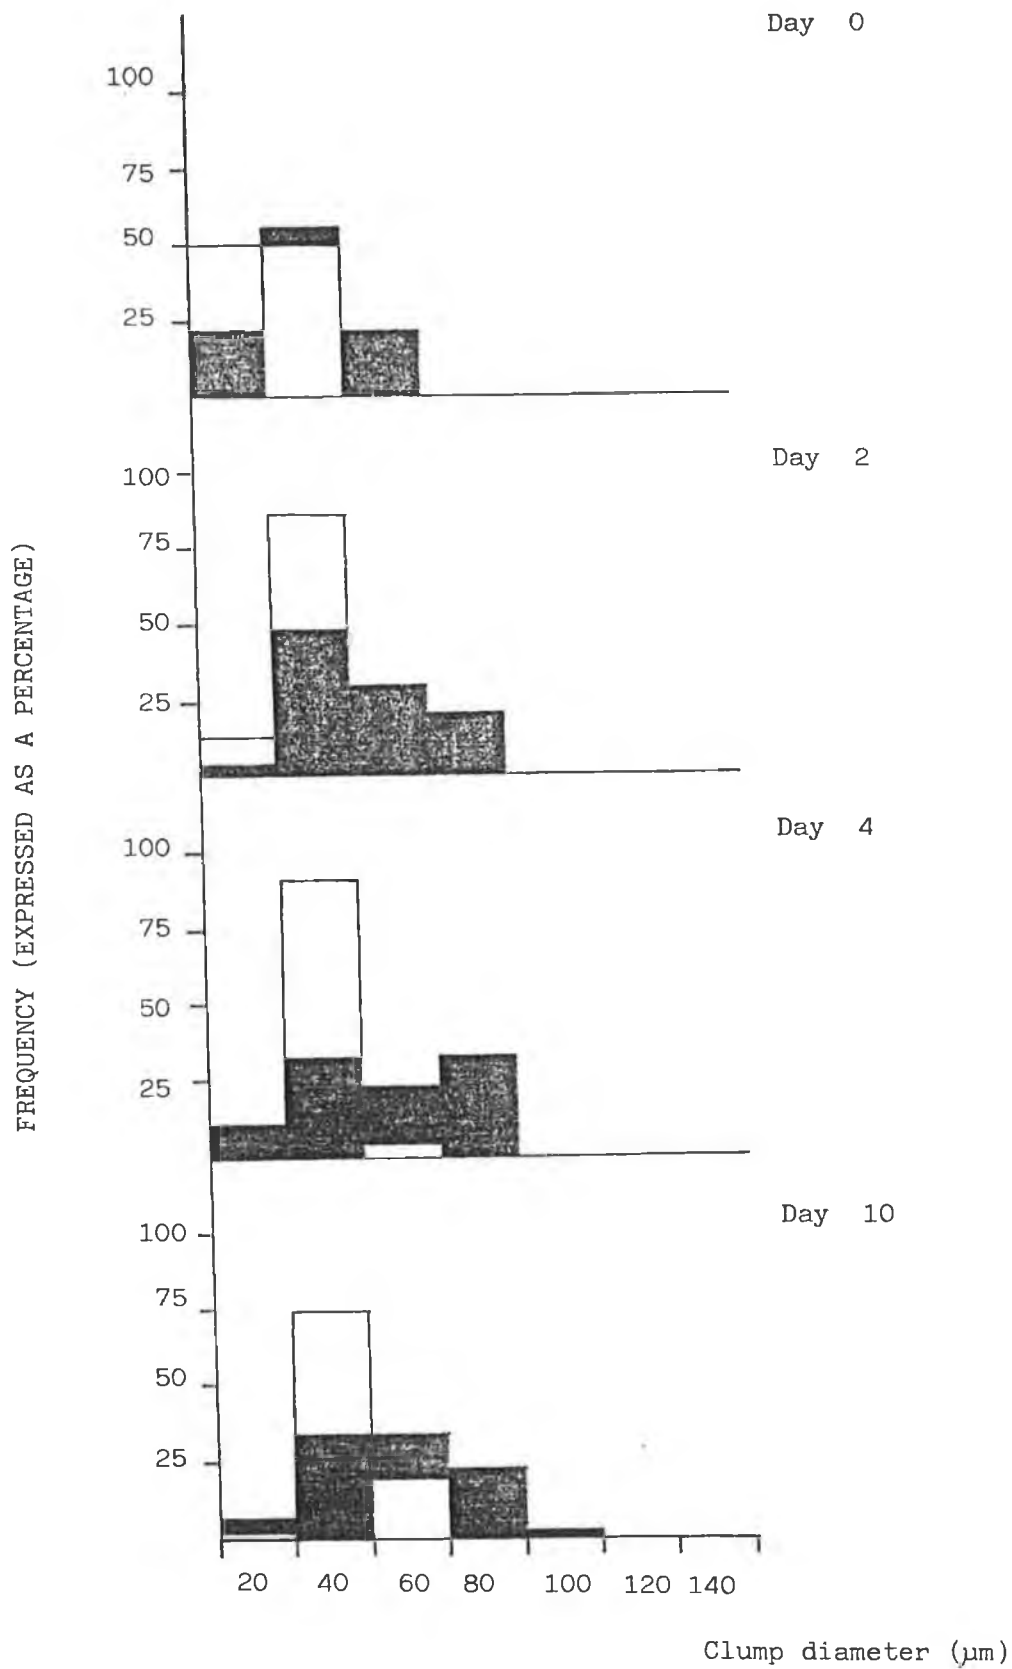 Day 0
100
75
50
25
Day 2
100
75
50
25
Day 4
100
75
50
25
Day 10
100
75
50
25
20 40 60 80 100 120 140
Clump diameter (µm)
FREQUENCY (EXPRESSED AS A PERCENTAGE)